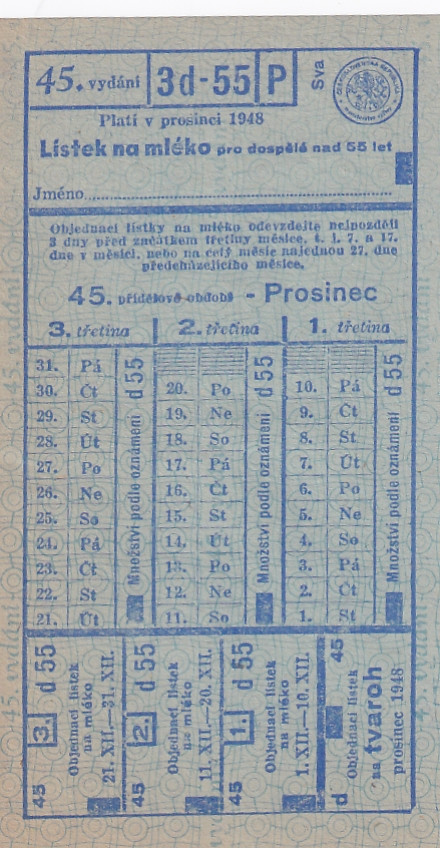 45. vydání
3d-55
P
Sva
ČESKOSLOVENSKÁ REPUBLIKA
Platí v prosinci 1948
Lístek na mléko pro dospělé nad 55 let
Jméno
Objednací lístky na mléko odevzdejte nejpozději
3 dny před začátkem třetiny měsíce, t. j. 7. a 17.
dne v měsíci, nebo na celý měsíc najednou 27. dne
předcházejícího měsíce.
45. přídělové období - Prosinec
3. třetina | 2. třetina | 1. třetina
31. Pá
30. Čt 20. Po 10. Pá
29. St 19. Ne 9. Čt
28. Út 18. So 8. St
27. Po 17. Pá 7. Út
26. Ne 16. Čt 6. Po
25. So 15. St 5. Ne
24. Pá 14. Út 4. So
23. Čt 13. Po 3. Pá
22. St 12. Ne 2. Čt
21. Út 11. So 1. St
Množství podle oznámení d 55
Množství podle oznámení d 55
Množství podle oznámení d 55
45 3. d 55
Objednací lístek
na mléko
21. XII.—31. XII.
45 2. d 55
Objednací lístek
na mléko
11. XII.—20. XII.
45 1. d 55
Objednací lístek
na mléko
1. XII.—10. XII.
d 45
Objednací lístek
na tvaroh
prosinec 1948